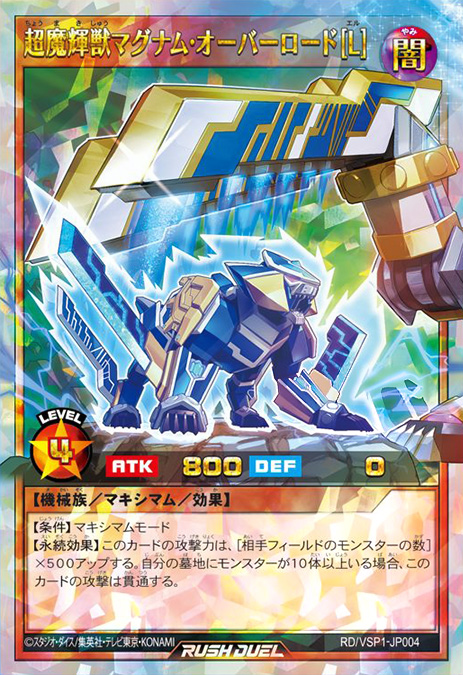 超魔輝獣マグナム・オーバーロード[L]
闇
LEVEL
4
ATK 800 DEF 0
【機械族/マキシマム/効果】
【条件】マキシマムモード
【永続効果】このカードの攻撃力は、[相手フィールドのモンスターの数]
×500アップする。自分の墓地にモンスターが10体以上いる場合、この
カードの攻撃は貫通する。
©スタジオ・ダイス/集英社・テレビ東京・KONAMI
RUSH DUEL
RD/VSP1-JP004